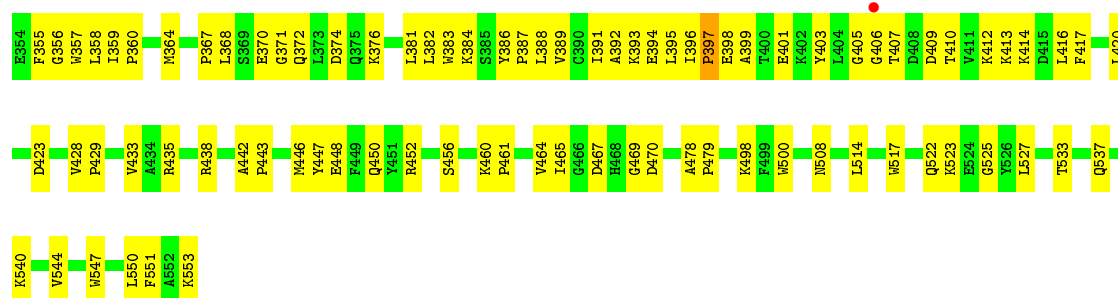 E354 F355 G356 W357 L358 I359 P360 M364 P367 L368 S369 E370 G371 Q372 L373 D374 Q375 K376 L381 L382 W383 K384 S385 Y386 P387 L388 V389 C390 I391 A392 K393 E394 L395 I396 P397 E398 A399 T400 E401 K402 Y403 L404 G405 G406 T407 D408 D409 T410 V411 K412 K413 K414 D415 L416 F417 L420
D423 V428 P429 V433 A434 R435 R438 A442 P443 M446 Y447 E448 F449 Q450 Y451 R452 S456 K460 P461 V464 I465 G466 D467 H468 G469 D470 A478 P479 K498 F499 W500 N508 L514 W517 Q522 K523 E524 G525 Y526 L527 T533 Q537
K540 V544 W547 L550 F551 A552 K553